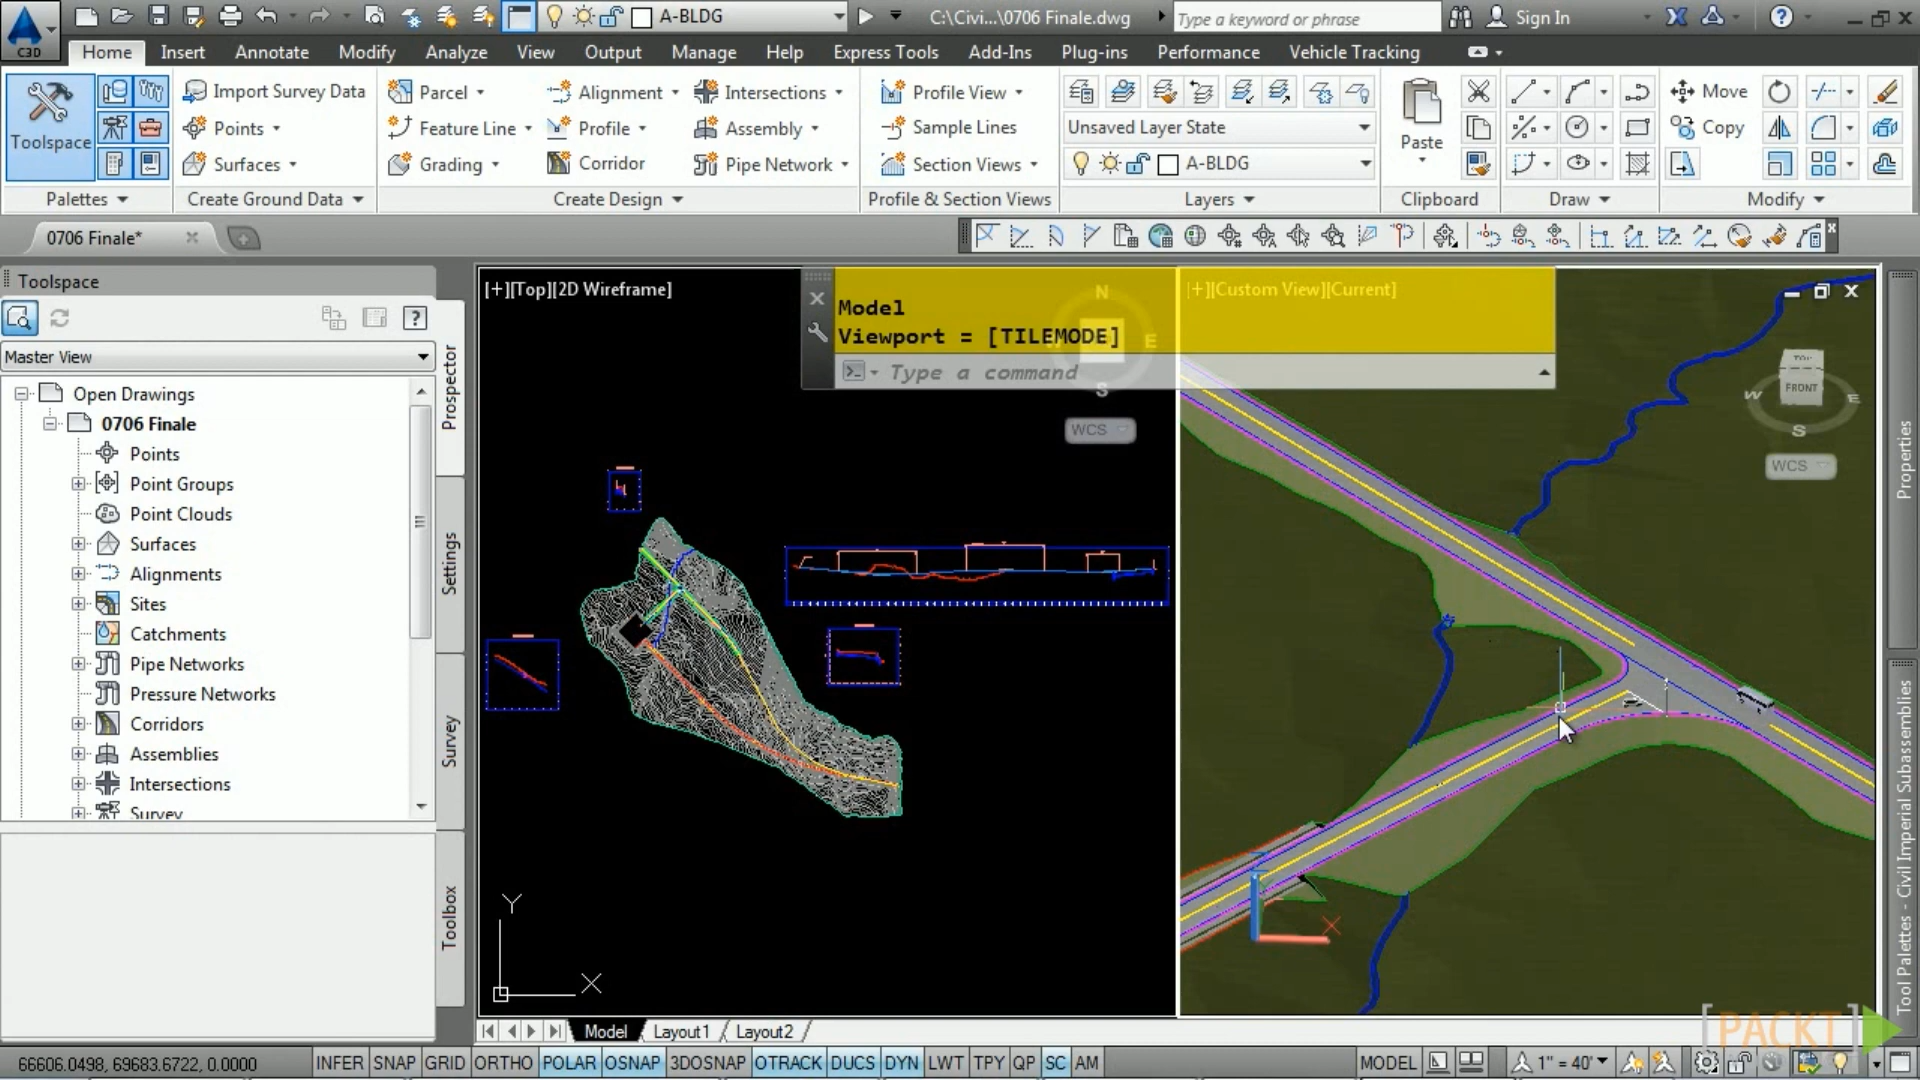 A-BLDG
C:\Civi...\0706 Finale.dwg
Type a keyword or phrase
Sign In
C3D
Home Insert Annotate Modify Analyze View Output Manage Help Express Tools Add-Ins Plug-ins Performance Vehicle Tracking
Toolspace
Import Survey Data
Points
Surfaces
Parcel
Feature Line
Grading
Alignment
Profile
Corridor
Intersections
Assembly
Pipe Network
Profile View
Sample Lines
Section Views
Unsaved Layer State
A-BLDG
Paste
Move
Copy
Palettes
Create Ground Data
Create Design
Profile & Section Views
Layers
Clipboard
Draw
Modify
0706 Finale*
Toolspace
Master View
Open Drawings
0706 Finale
Points
Point Groups
Point Clouds
Surfaces
Alignments
Sites
Catchments
Pipe Networks
Pressure Networks
Corridors
Assemblies
Intersections
Survey
Prospector
Settings
Survey
Toolbox
[+][Top][2D Wireframe]
Model
Viewport = [TILEMODE]
Type a command
N
E
S
WCS
[+][Custom View][Current]
TOP
FRONT
W
E
S
WCS
Y
X
X
Properties
Tool Palettes - Civil Imperial Subassemblies
Model
Layout1
Layout2
[PACKT]
66606.0498, 69683.6722, 0.0000
INFER SNAP GRID ORTHO POLAR OSNAP 3DOSNAP OTRACK DUCS DYN LWT TPY QP SC AM
MODEL
1" = 40'